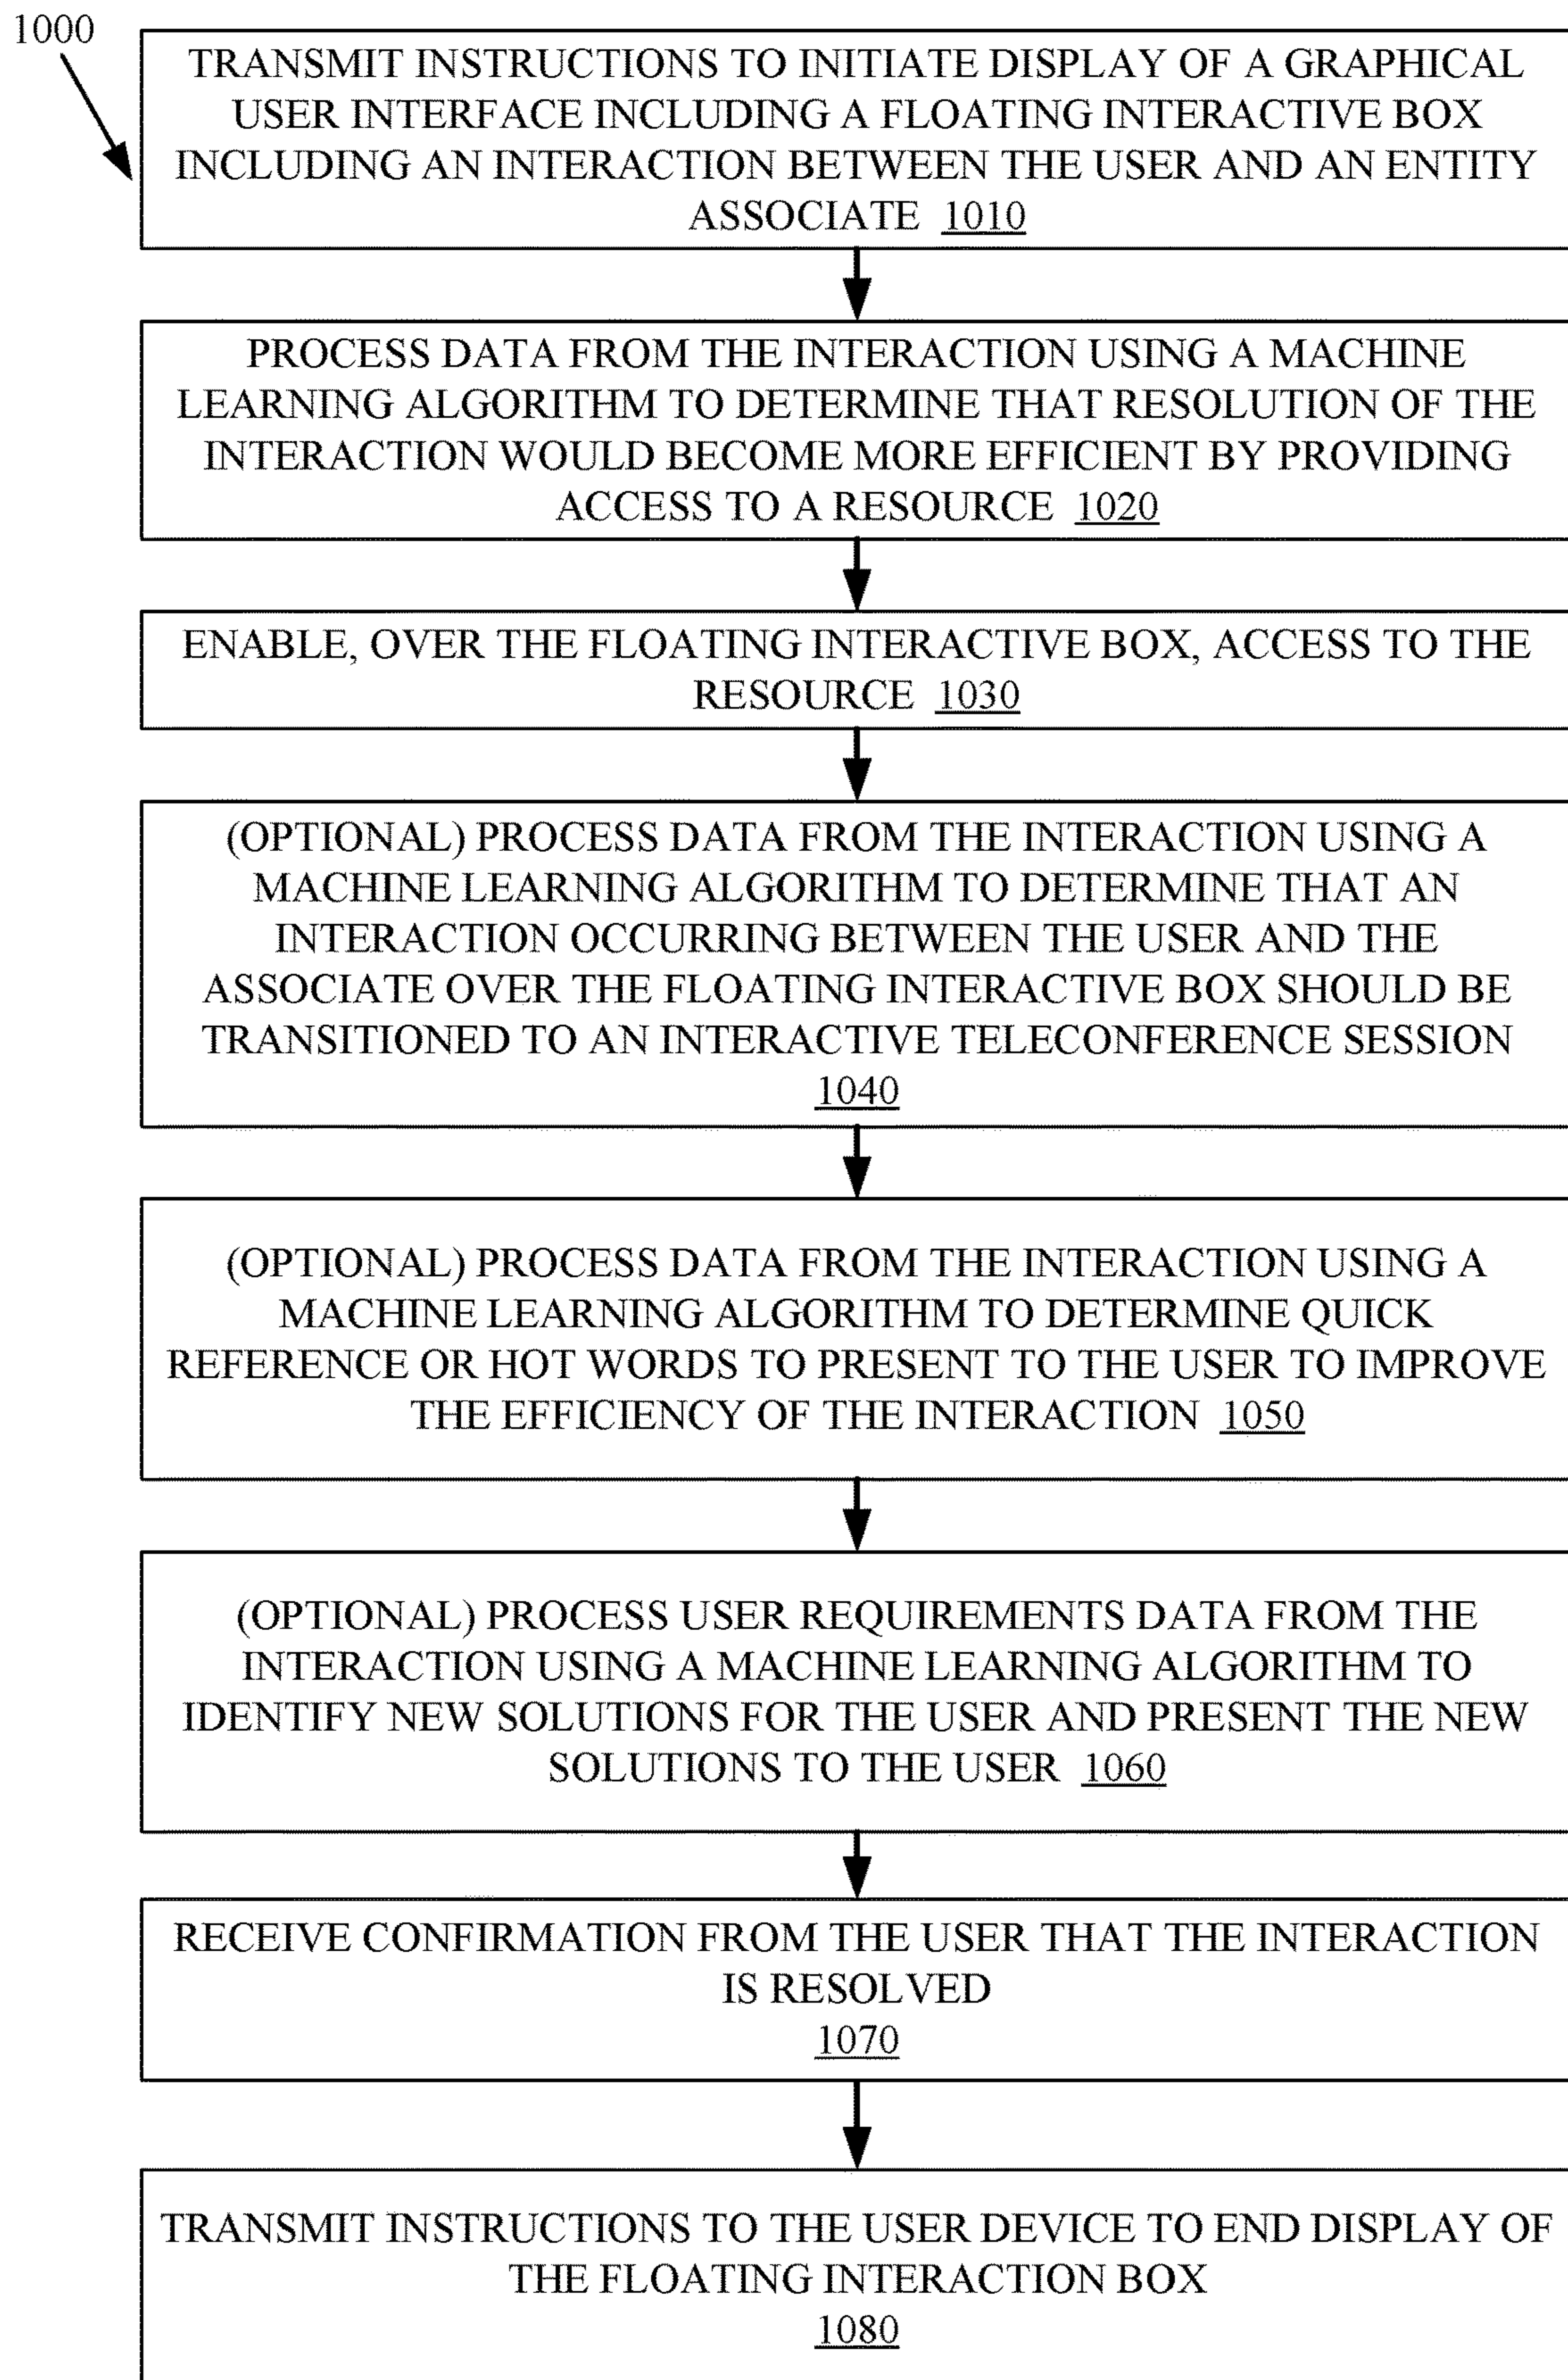 1000
TRANSMIT INSTRUCTIONS TO INITIATE DISPLAY OF A GRAPHICAL
USER INTERFACE INCLUDING A FLOATING INTERACTIVE BOX
INCLUDING AN INTERACTION BETWEEN THE USER AND AN ENTITY
ASSOCIATE 1010
PROCESS DATA FROM THE INTERACTION USING A MACHINE
LEARNING ALGORITHM TO DETERMINE THAT RESOLUTION OF THE
INTERACTION WOULD BECOME MORE EFFICIENT BY PROVIDING
ACCESS TO A RESOURCE 1020
ENABLE, OVER THE FLOATING INTERACTIVE BOX, ACCESS TO THE
RESOURCE 1030
(OPTIONAL) PROCESS DATA FROM THE INTERACTION USING A
MACHINE LEARNING ALGORITHM TO DETERMINE THAT AN
INTERACTION OCCURRING BETWEEN THE USER AND THE
ASSOCIATE OVER THE FLOATING INTERACTIVE BOX SHOULD BE
TRANSITIONED TO AN INTERACTIVE TELECONFERENCE SESSION
1040
(OPTIONAL) PROCESS DATA FROM THE INTERACTION USING A
MACHINE LEARNING ALGORITHM TO DETERMINE QUICK
REFERENCE OR HOT WORDS TO PRESENT TO THE USER TO IMPROVE
THE EFFICIENCY OF THE INTERACTION 1050
(OPTIONAL) PROCESS USER REQUIREMENTS DATA FROM THE
INTERACTION USING A MACHINE LEARNING ALGORITHM TO
IDENTIFY NEW SOLUTIONS FOR THE USER AND PRESENT THE NEW
SOLUTIONS TO THE USER 1060
RECEIVE CONFIRMATION FROM THE USER THAT THE INTERACTION
IS RESOLVED
1070
TRANSMIT INSTRUCTIONS TO THE USER DEVICE TO END DISPLAY OF
THE FLOATING INTERACTION BOX
1080